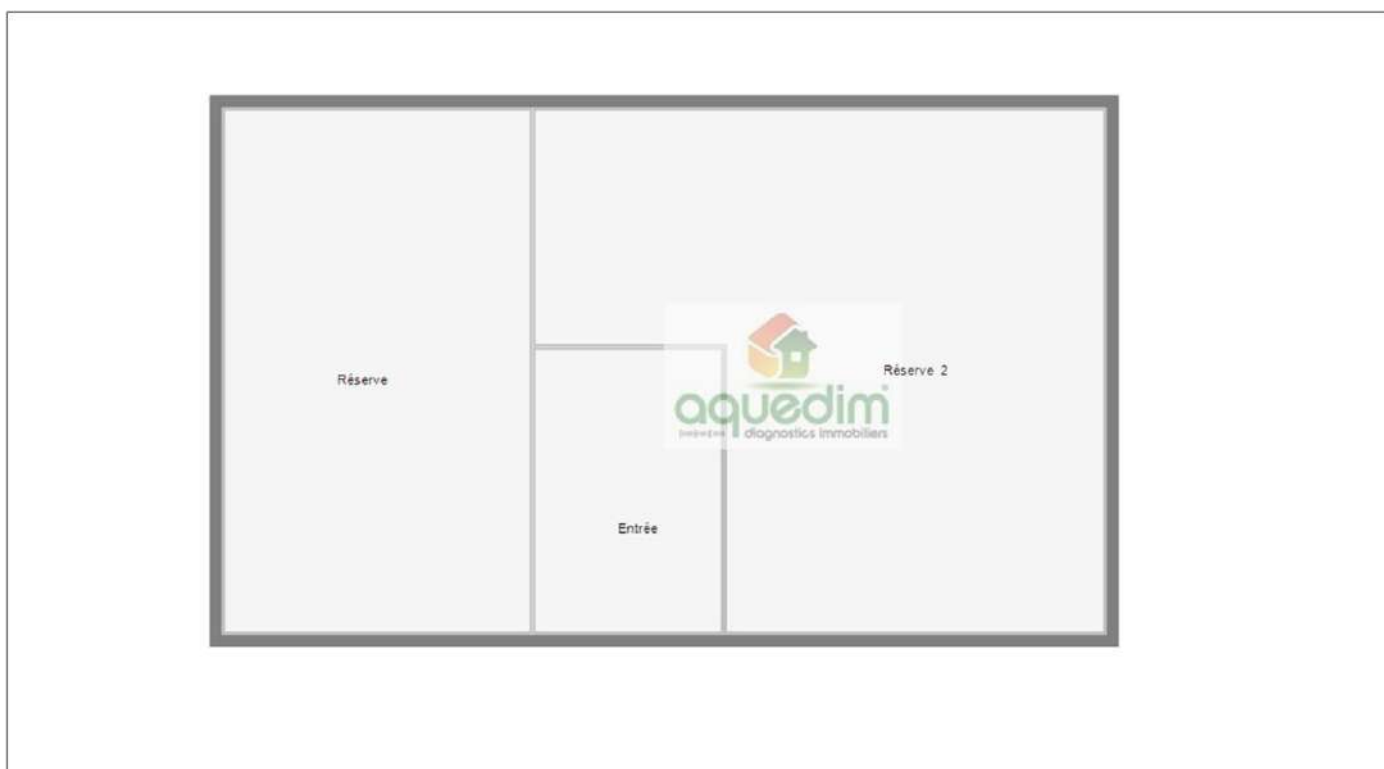 Réserve
Réserve 2
aquedim
diagnostics immobiliers
Entrée